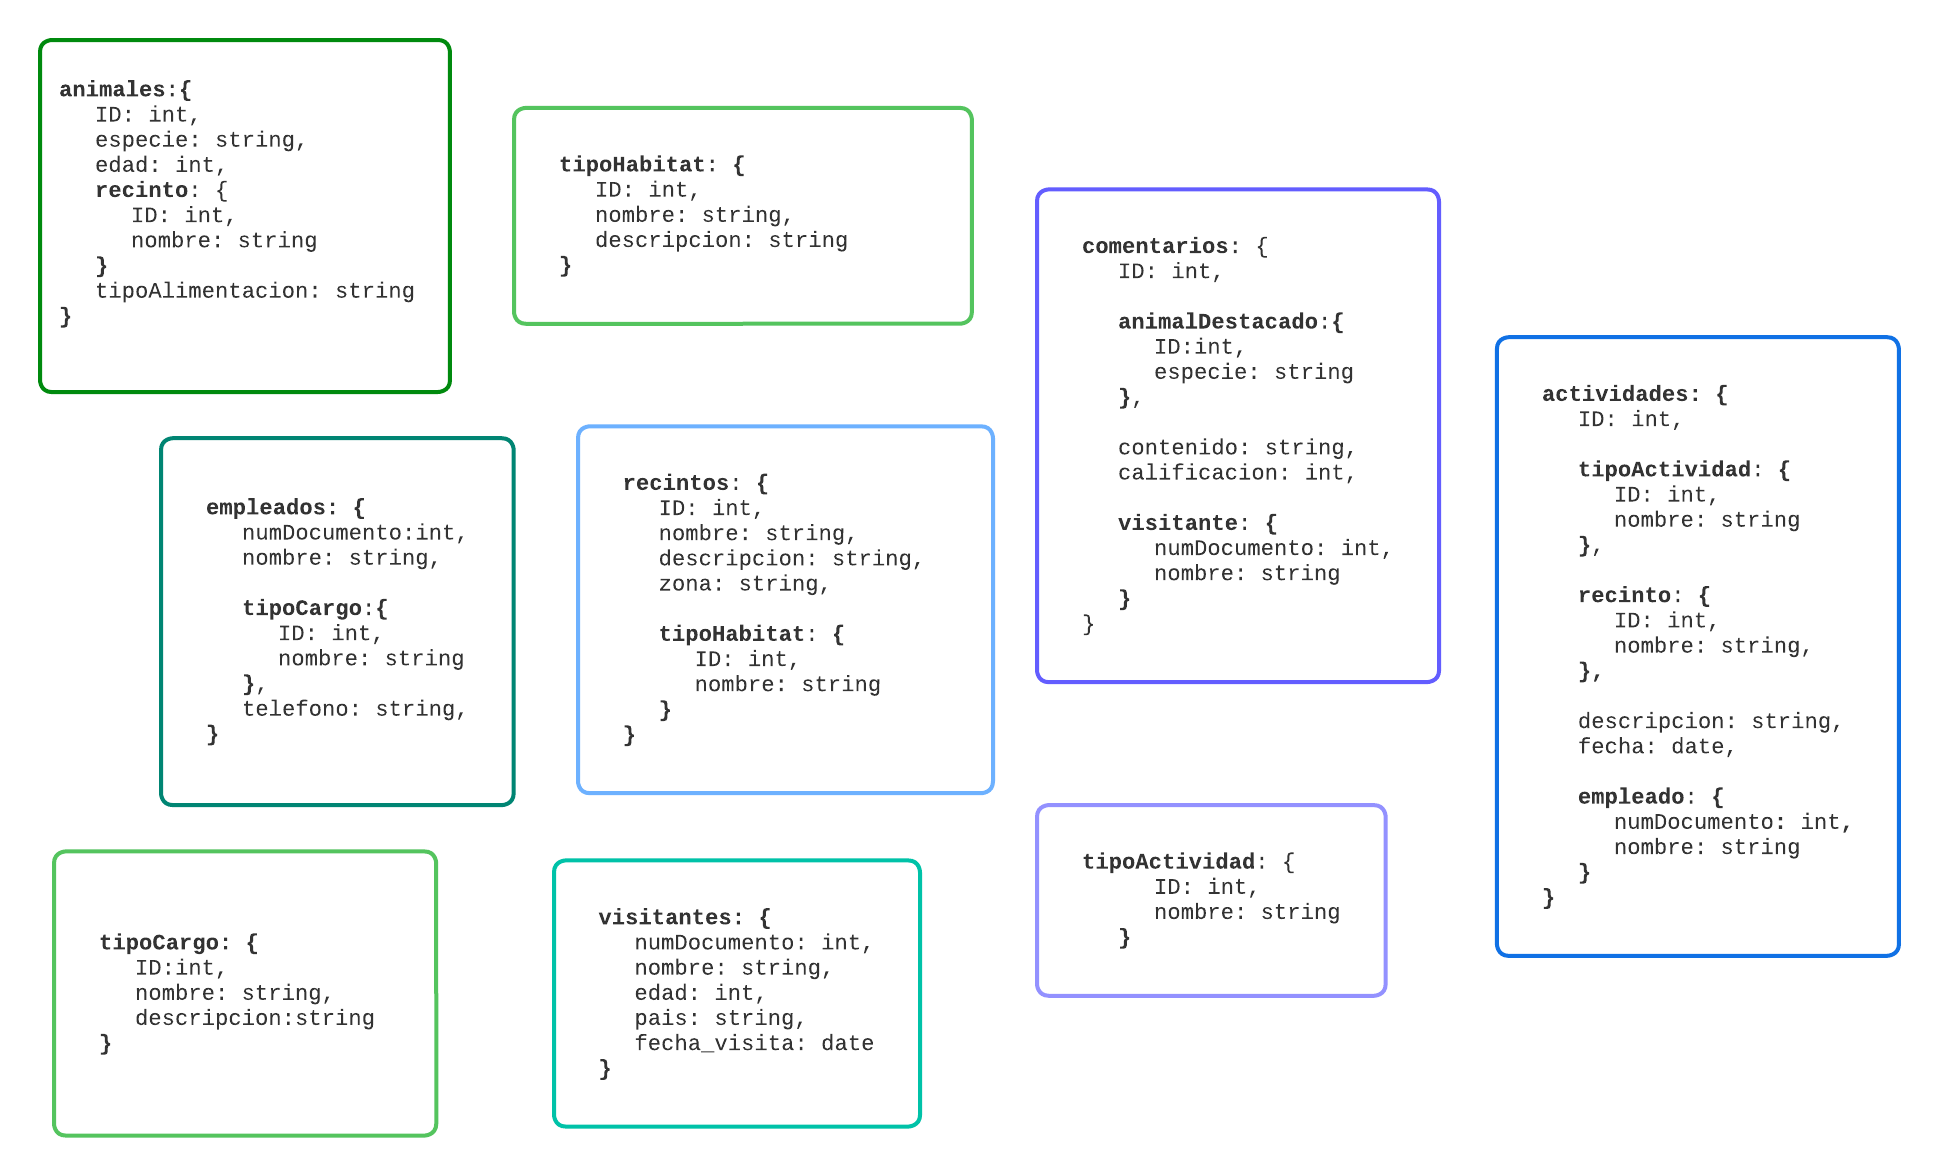 animales:{
ID: int,
especie: string,
edad: int,
recinto: {
ID: int,
nombre: string
}
tipoAlimentacion: string
}
tipoHabitat: {
ID: int,
nombre: string,
descripcion: string
}
comentarios: {
ID: int,
animalDestacado:{
ID:int,
especie: string
},
contenido: string,
calificacion: int,
visitante: {
numDocumento: int,
nombre: string
}
}
actividades: {
ID: int,
tipoActividad: {
ID: int,
nombre: string
},
recinto: {
ID: int,
nombre: string,
},
descripcion: string,
fecha: date,
empleado: {
numDocumento: int,
nombre: string
}
}
empleados: {
numDocumento:int,
nombre: string,
tipoCargo:{
ID: int,
nombre: string
},
telefono: string,
}
recintos: {
ID: int,
nombre: string,
descripcion: string,
zona: string,
tipoHabitat: {
ID: int,
nombre: string
}
}
tipoCargo: {
ID:int,
nombre: string,
descripcion:string
}
visitantes: {
numDocumento: int,
nombre: string,
edad: int,
pais: string,
fecha_visita: date
}
tipoActividad: {
ID: int,
nombre: string
}